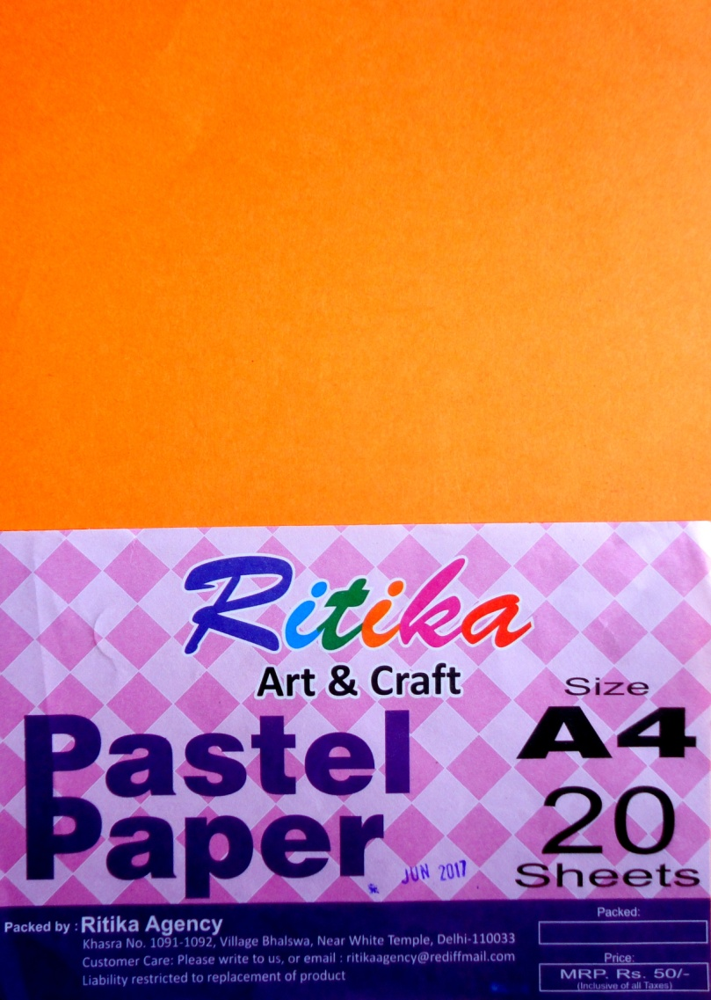 Ritika
Art & Craft
Pastel
Paper
Size
A4
20
Sheets
JUN 2017
Packed by : Ritika Agency
Khasra No. 1091-1092, Village Bhalswa, Near White Temple, Delhi-110033
Customer Care: Please write to us, or email : ritikaagency@rediffmail.com
Liability restricted to replacement of product
Packed:
Price:
MRP. Rs. 50/-
(Inclusive of all Taxes)